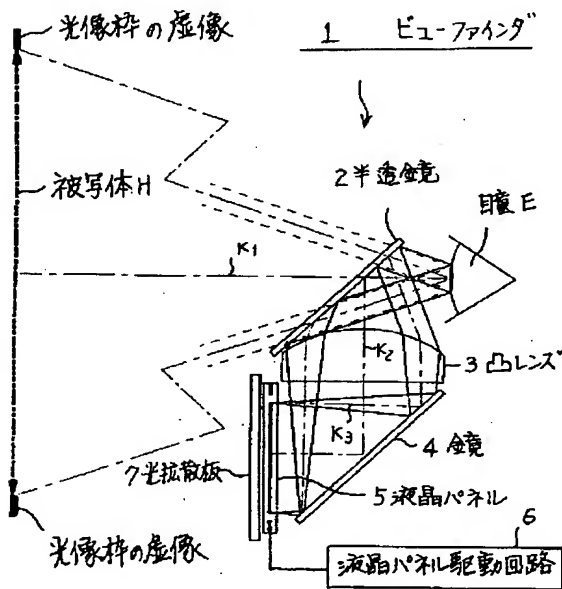 光像枠の虚像
1 ビューファインダ
被写体H
2半透鏡
瞳E
K1
K2
3凸レンズ
K3
4鏡
7光拡散板
5液晶パネル
光像枠の虚像
6
液晶パネル駆動回路